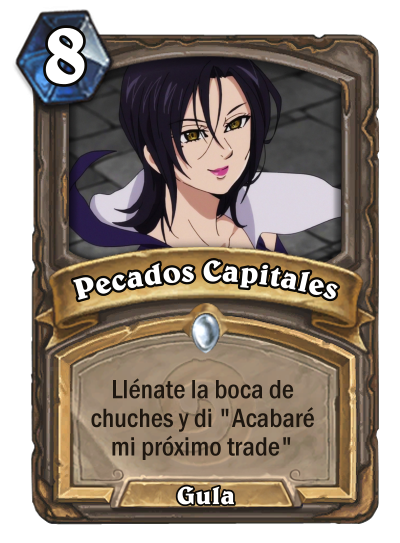 8
Pecados Capitales
Llénate la boca de
chuches y di "Acabaré
mi próximo trade"
Gula